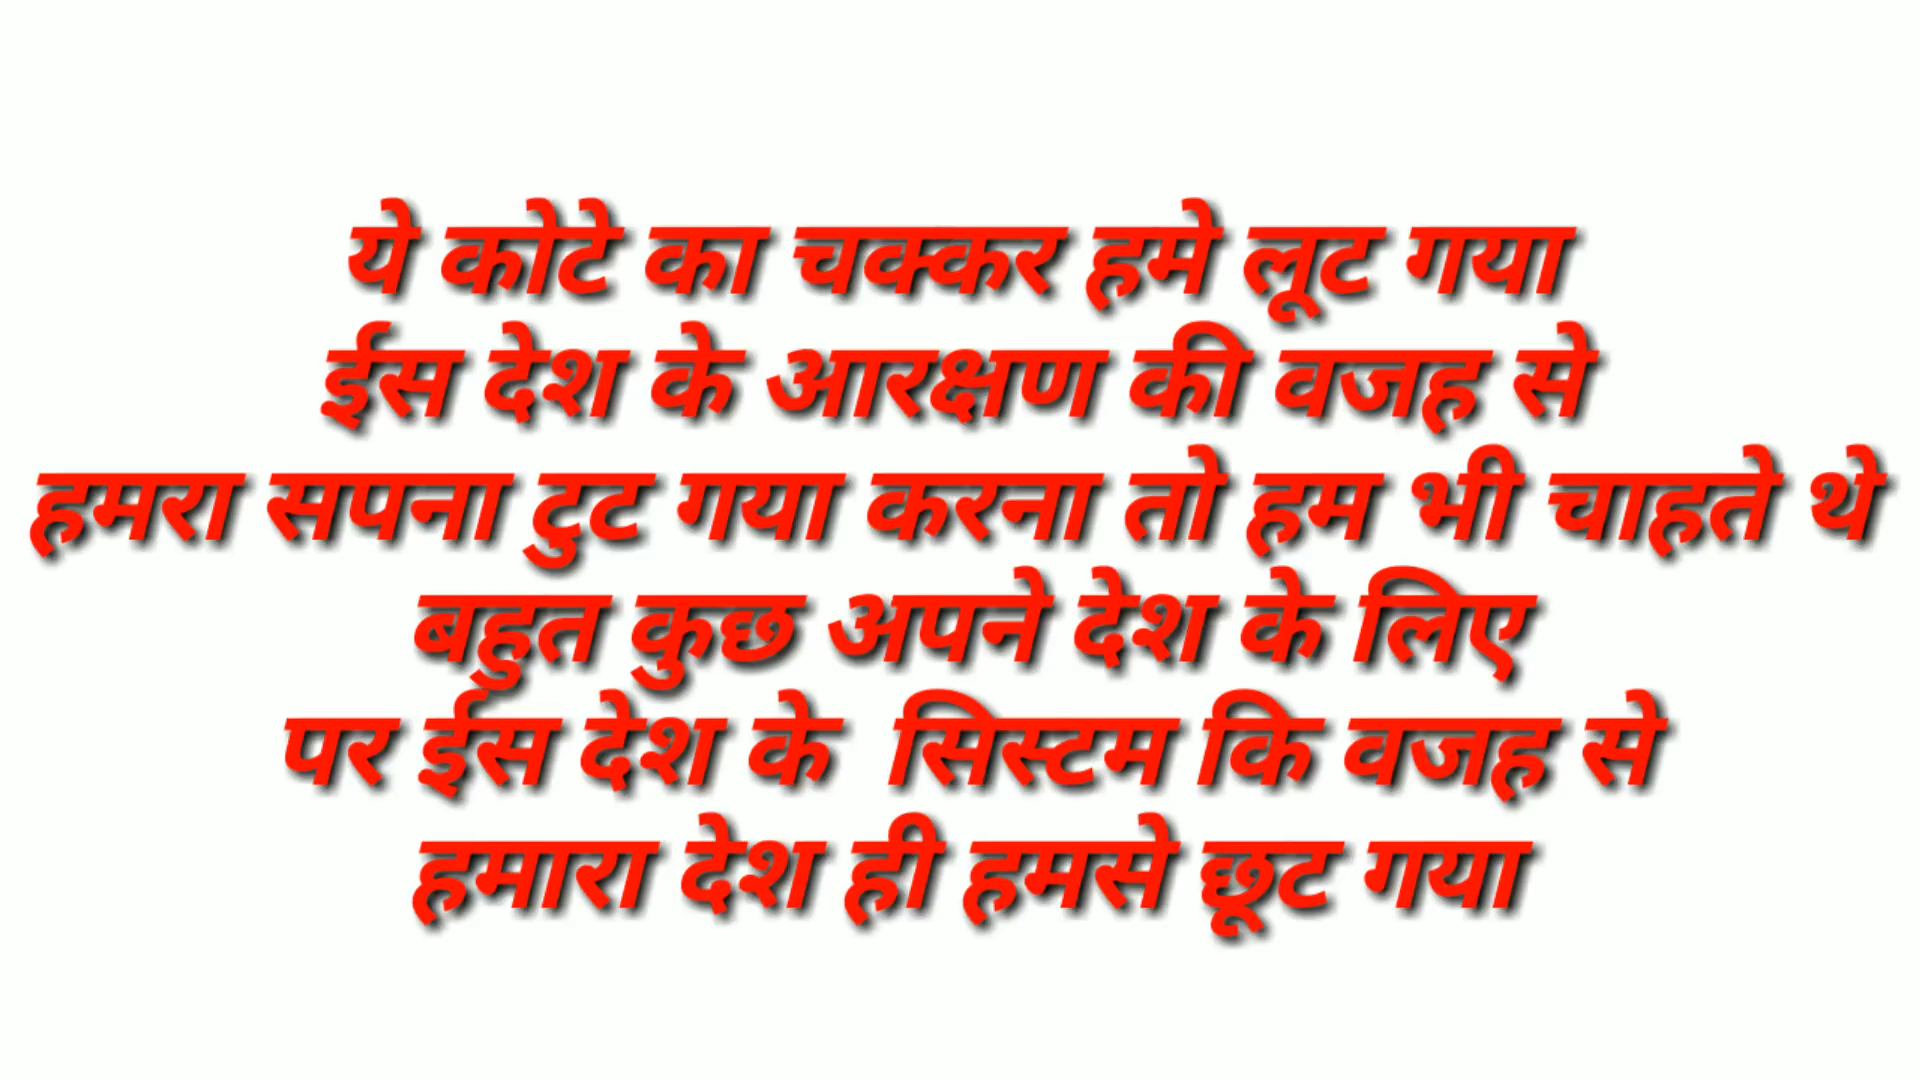 ये कोटे का चक्कर हमे लूट गया
ईस देश के आरक्षण की वजह से
हमरा सपना टुट गया करना तो हम भी चाहते थे
बहुत कुछ अपने देश के लिए
पर ईस देश के सिस्टम कि वजह से
हमारा देश ही हमसे छूट गया